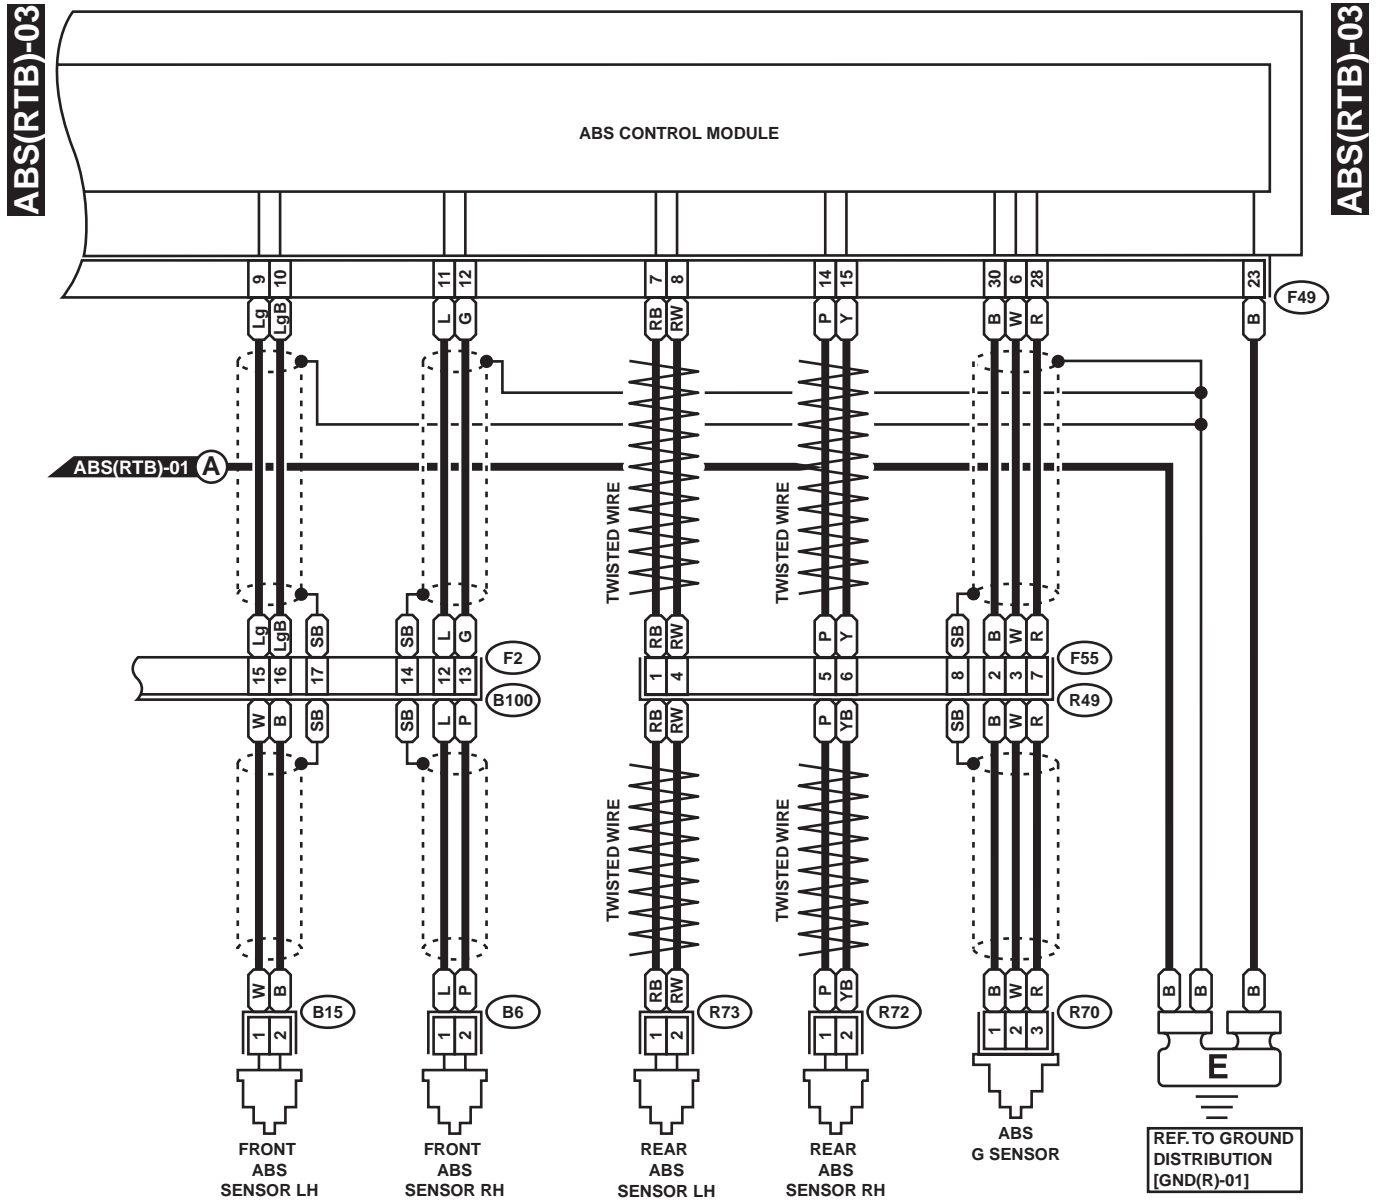 ABS(RTB)-03
ABS(RTB)-03
ABS CONTROL MODULE
9 10 11 12 7 8 14 15 30 6 28 23
F49
Lg LgB L G RB RW P Y B W R B
ABS(RTB)-01 A
TWISTED WIRE
TWISTED WIRE
Lg LgB SB SB L G RB RW P Y SB B W R
F2 F55
15 16 17 14 12 13 1 4 5 6 8 2 3 7
B100 R49
W B SB SB L P RB RW P YB SB B W R
TWISTED WIRE
TWISTED WIRE
W B L P RB RW P YB B W R B B B
B15 B6 R73 R72 R70
1 2 1 2 1 2 1 2 1 2 3
E
FRONT
ABS
SENSOR LH
FRONT
ABS
SENSOR RH
REAR
ABS
SENSOR LH
REAR
ABS
SENSOR RH
ABS
G SENSOR
REF. TO GROUND
DISTRIBUTION
[GND(R)-01]